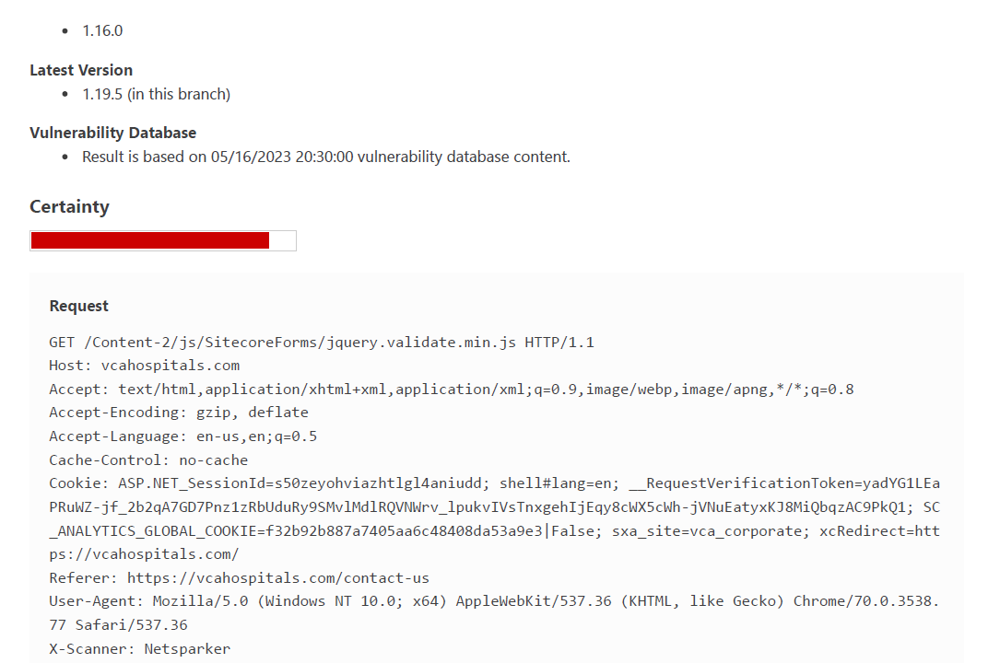 1.16.0
Latest Version
1.19.5 (in this branch)
Vulnerability Database
Result is based on 05/16/2023 20:30:00 vulnerability database content.
Certainty
Request
GET /Content-2/js/SitecoreForms/jquery.validate.min.js HTTP/1.1
Host: vcahospitals.com
Accept: text/html,application/xhtml+xml,application/xml;q=0.9,image/webp,image/apng,*/*;q=0.8
Accept-Encoding: gzip, deflate
Accept-Language: en-us,en;q=0.5
Cache-Control: no-cache
Cookie: ASP.NET_SessionId=s50zeyohviazhtlgl4aniudd; shell#lang=en; __RequestVerificationToken=yadYG1LEa
PRuWZ-jf_2b2qA7GD7Pnz1zRbUduRy9SMvlMdlRQVNWrv_lpukvIVsTnxgehIjEqy8cWX5cWh-jVNuEatyxKJ8MiQbqzAC9PkQ1; SC
_ANALYTICS_GLOBAL_COOKIE=f32b92b887a7405aa6c48408da53a9e3|False; sxa_site=vca_corporate; xcRedirect=htt
ps://vcahospitals.com/
Referer: https://vcahospitals.com/contact-us
User-Agent: Mozilla/5.0 (Windows NT 10.0; x64) AppleWebKit/537.36 (KHTML, like Gecko) Chrome/70.0.3538.
77 Safari/537.36
X-Scanner: Netsparker